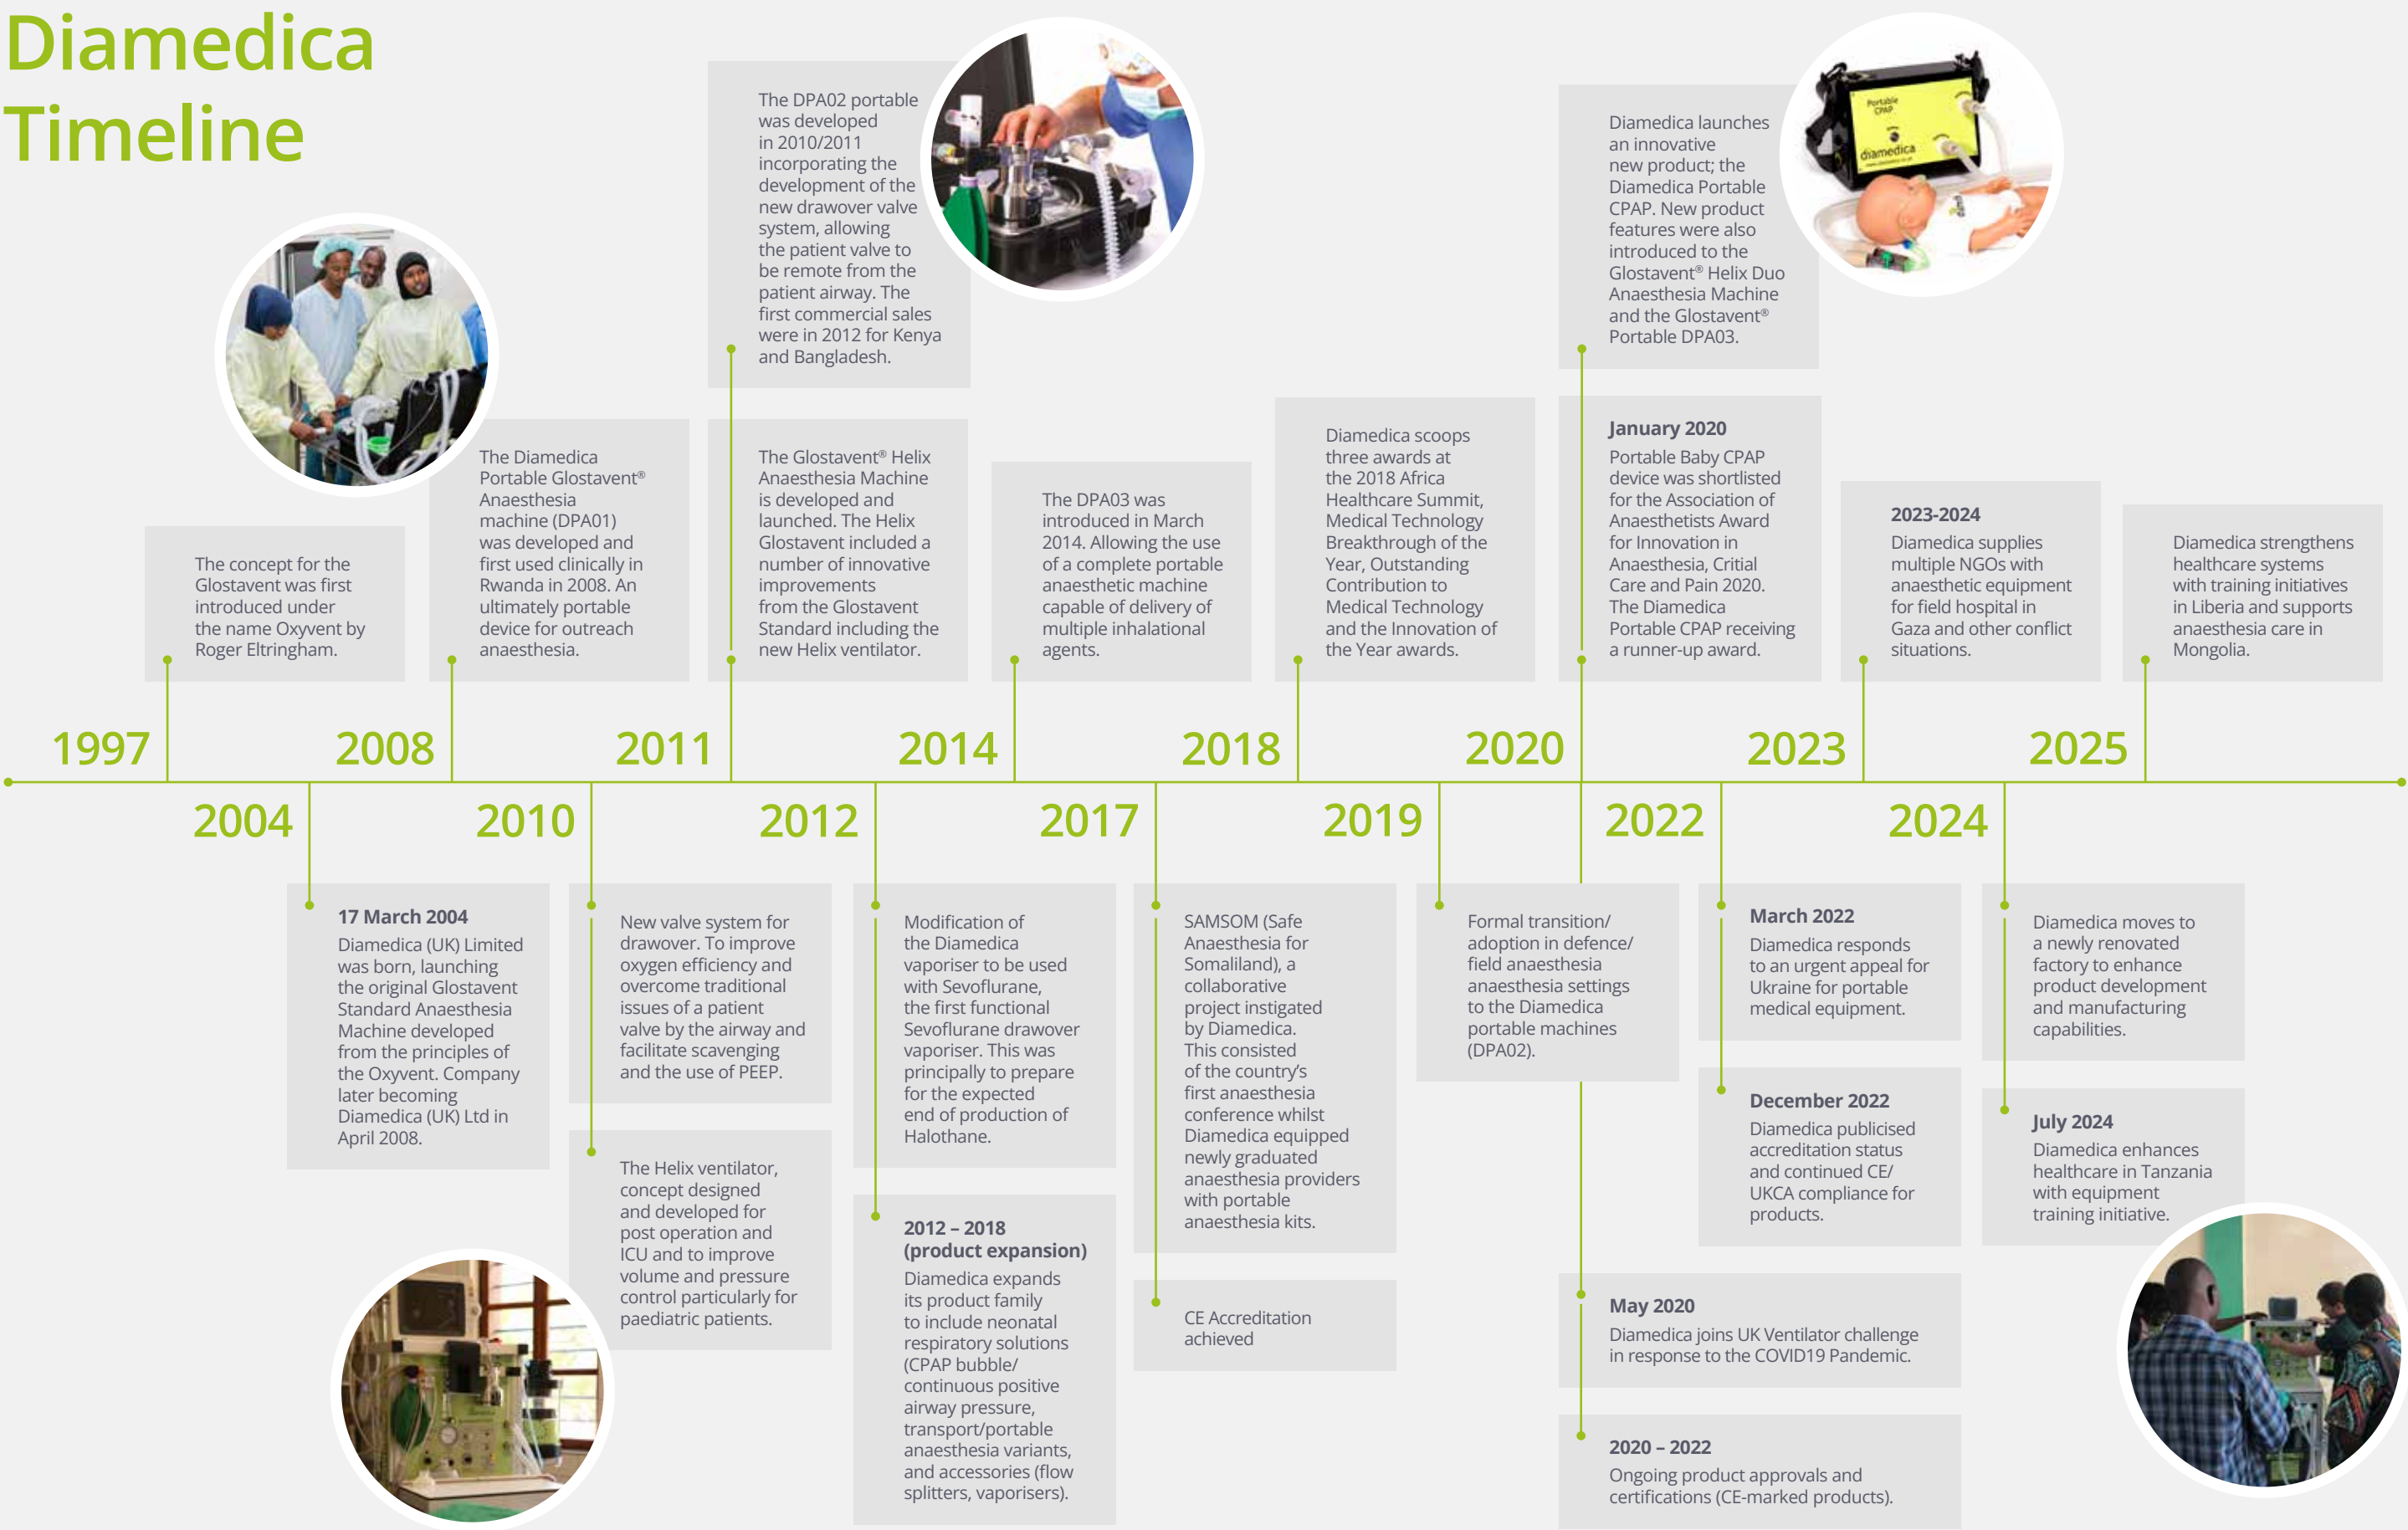 Diamedica
Timeline
1997
The concept for the
Glostavent was first
introduced under
the name Oxyvent by
Roger Eltringham.
2004
17 March 2004
Diamedica (UK) Limited
was born, launching
the original Glostavent
Standard Anaesthesia
Machine developed
from the principles of
the Oxyvent. Company
later becoming
Diamedica (UK) Ltd in
April 2008.
2008
The Diamedica
Portable Glostavent®
Anaesthesia
machine (DPA01)
was developed and
first used clinically in
Rwanda in 2008. An
ultimately portable
device for outreach
anaesthesia.
2010
New valve system for
drawover. To improve
oxygen efficiency and
overcome traditional
issues of a patient
valve by the airway and
facilitate scavenging
and the use of PEEP.
The Helix ventilator,
concept designed
and developed for
post operation and
ICU and to improve
volume and pressure
control particularly for
paediatric patients.
2011
The DPA02 portable
was developed
in 2010/2011
incorporating the
development of the
new drawover valve
system, allowing
the patient valve to
be remote from the
patient airway. The
first commercial sales
were in 2012 for Kenya
and Bangladesh.
The Glostavent® Helix
Anaesthesia Machine
is developed and
launched. The Helix
Glostavent included a
number of innovative
improvements
from the Glostavent
Standard including the
new Helix ventilator.
2012
Modification of
the Diamedica
vaporiser to be used
with Sevoflurane,
the first functional
Sevoflurane drawover
vaporiser. This was
principally to prepare
for the expected
end of production of
Halothane.
2012 – 2018
(product expansion)
Diamedica expands
its product family
to include neonatal
respiratory solutions
(CPAP bubble/
continuous positive
airway pressure,
transport/portable
anaesthesia variants,
and accessories (flow
splitters, vaporisers).
2014
The DPA03 was
introduced in March
2014. Allowing the use
of a complete portable
anaesthetic machine
capable of delivery of
multiple inhalational
agents.
2017
SAMSOM (Safe
Anaesthesia for
Somaliland), a
collaborative
project instigated
by Diamedica.
This consisted
of the country's
first anaesthesia
conference whilst
Diamedica equipped
newly graduated
anaesthesia providers
with portable
anaesthesia kits.
CE Accreditation
achieved
2018
Diamedica scoops
three awards at
the 2018 Africa
Healthcare Summit,
Medical Technology
Breakthrough of the
Year, Outstanding
Contribution to
Medical Technology
and the Innovation of
the Year awards.
2019
Formal transition/
adoption in defence/
field anaesthesia
anaesthesia settings
to the Diamedica
portable machines
(DPA02).
2020
Diamedica launches
an innovative
new product; the
Diamedica Portable
CPAP. New product
features were also
introduced to the
Glostavent® Helix Duo
Anaesthesia Machine
and the Glostavent®
Portable DPA03.
Portable
CPAP
diamedica
January 2020
Portable Baby CPAP
device was shortlisted
for the Association of
Anaesthetists Award
for Innovation in
Anaesthesia, Critial
Care and Pain 2020.
The Diamedica
Portable CPAP receiving
a runner-up award.
May 2020
Diamedica joins UK Ventilator challenge
in response to the COVID19 Pandemic.
2020 – 2022
Ongoing product approvals and
certifications (CE-marked products).
2022
March 2022
Diamedica responds
to an urgent appeal for
Ukraine for portable
medical equipment.
December 2022
Diamedica publicised
accreditation status
and continued CE/
UKCA compliance for
products.
2023
2023-2024
Diamedica supplies
multiple NGOs with
anaesthetic equipment
for field hospital in
Gaza and other conflict
situations.
2024
Diamedica moves to
a newly renovated
factory to enhance
product development
and manufacturing
capabilities.
July 2024
Diamedica enhances
healthcare in Tanzania
with equipment
training initiative.
2025
Diamedica strengthens
healthcare systems
with training initiatives
in Liberia and supports
anaesthesia care in
Mongolia.